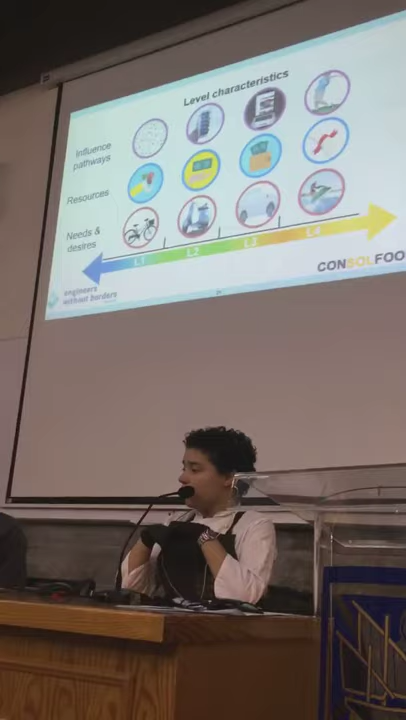 Level characteristics
Influence
pathways
Resources
Needs &
desires
L1
L2
L3
L4
engineers
without borders
CONSOLFOO